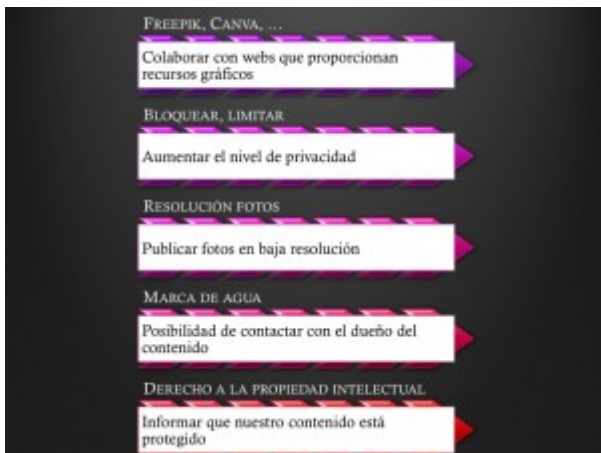 Freepik, Canva, ...
Colaborar con webs que proporcionan
recursos gráficos
Bloquear, limitar
Aumentar el nivel de privacidad
Resolución fotos
Publicar fotos en baja resolución
Marca de agua
Posibilidad de contactar con el dueño del
contenido
Derecho a la propiedad intelectual
Informar que nuestro contenido está
protegido